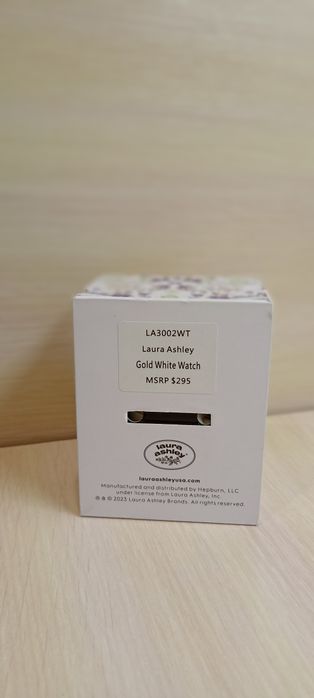 LA3002WT
Laura Ashley
Gold White Watch
MSRP $295
laura
ashley
lauraashleyusa.com
Manufactured and distributed by Hepburn, LLC
under license from Laura Ashley, Inc.
® & © 2023 Laura Ashley Brands. All rights reserved.